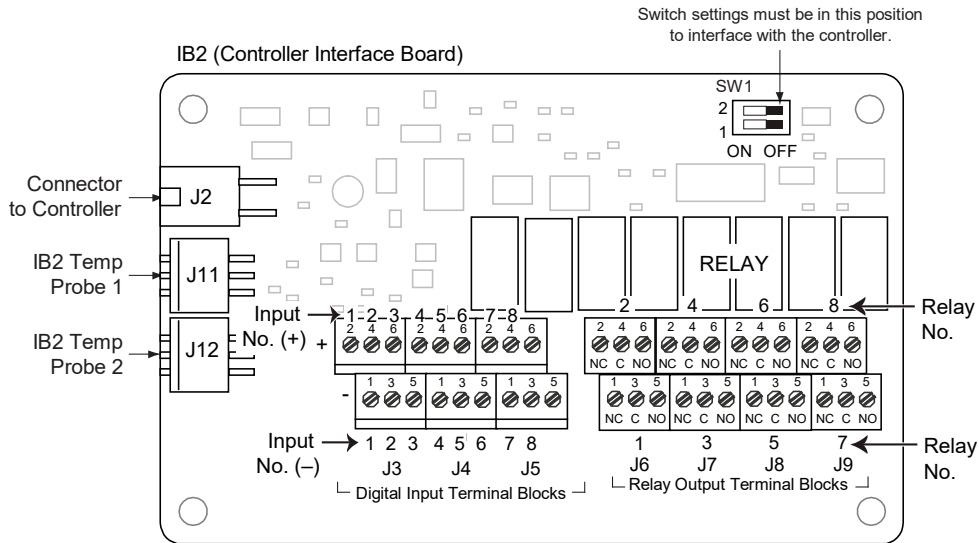 Switch settings must be in this position
to interface with the controller.
IB2 (Controller Interface Board)
SW1
2
1
ON OFF
Connector
to Controller
J2
IB2 Temp
Probe 1
J11
RELAY
IB2 Temp
Probe 2
J12
Input
No. (+)
1 2 3 4 5 6 7 8
2 4 6 8
Relay
No.
+
2 4 6 2 4 6 2 4 6
2 4 6 2 4 6 2 4 6 2 4 6
NC C NO NC C NO NC C NO NC C NO
-
1 3 5 1 3 5 1 3 5
1 3 5 1 3 5 1 3 5 1 3 5
NC C NO NC C NO NC C NO NC C NO
Input
No. (–)
1 2 3 4 5 6 7 8
1 3 5 7
Relay
No.
J3 J4 J5
J6 J7 J8 J9
Digital Input Terminal Blocks
Relay Output Terminal Blocks